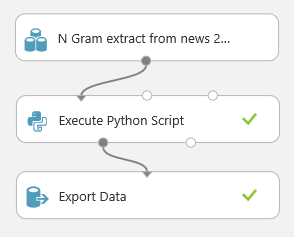 N Gram extract from news 2...
Execute Python Script
Export Data